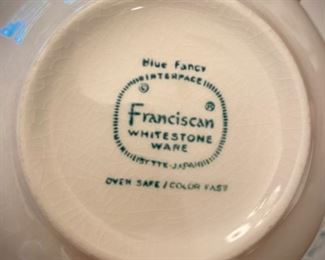 Blue Fancy
INTERPACE
©
Franciscan ®
WHITESTONE
WARE
JAPAN
OVEN SAFE/COLOR FAST